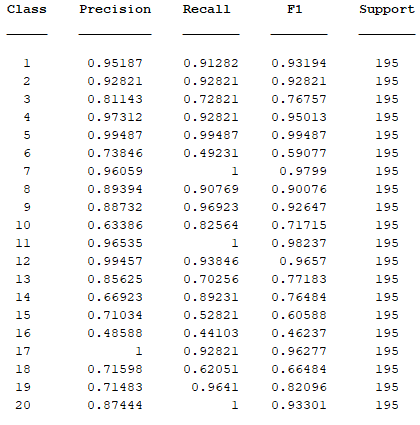 Class Precision Recall F1 Support
1 0.95187 0.91282 0.93194 195
2 0.92821 0.92821 0.92821 195
3 0.81143 0.72821 0.76757 195
4 0.97312 0.92821 0.95013 195
5 0.99487 0.99487 0.99487 195
6 0.73846 0.49231 0.59077 195
7 0.96059 1 0.9799 195
8 0.89394 0.90769 0.90076 195
9 0.88732 0.96923 0.92647 195
10 0.63386 0.82564 0.71715 195
11 0.96535 1 0.98237 195
12 0.99457 0.93846 0.9657 195
13 0.85625 0.70256 0.77183 195
14 0.66923 0.89231 0.76484 195
15 0.71034 0.52821 0.60588 195
16 0.48588 0.44103 0.46237 195
17 1 0.92821 0.96277 195
18 0.71598 0.62051 0.66484 195
19 0.71483 0.9641 0.82096 195
20 0.87444 1 0.93301 195